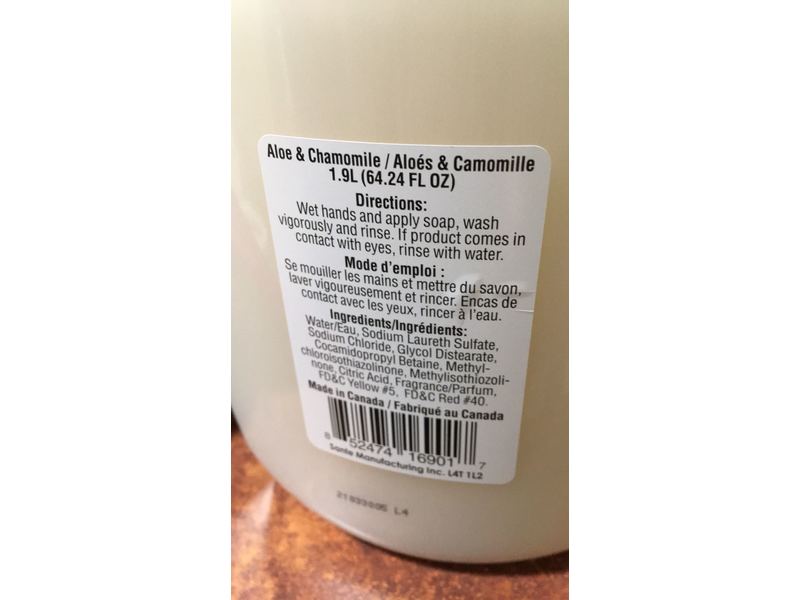 Aloe & Chamomile / Aloés & Camomille
1.9L (64.24 FL OZ)
Directions:
Wet hands and apply soap, wash
vigorously and rinse. If product comes in
contact with eyes, rinse with water.
Mode d'emploi :
Se mouiller les mains et mettre du savon,
laver vigoureusement et rincer. Encas de
contact avec les yeux, rincer à l'eau.
Ingredients/Ingrédients:
Water/Eau, Sodium Laureth Sulfate,
Sodium Chloride, Glycol Distearate,
Cocamidopropyl Betaine, Methyl-
chloroisothiazolinone, Methylisothiozoli-
none, Citric Acid, Fragrance/Parfum,
FD&C Yellow #5, FD&C Red #40.
Made in Canada / Fabriqué au Canada
8 52474 16901 7
Sante Manufacturing Inc. L4T 1L2
L4